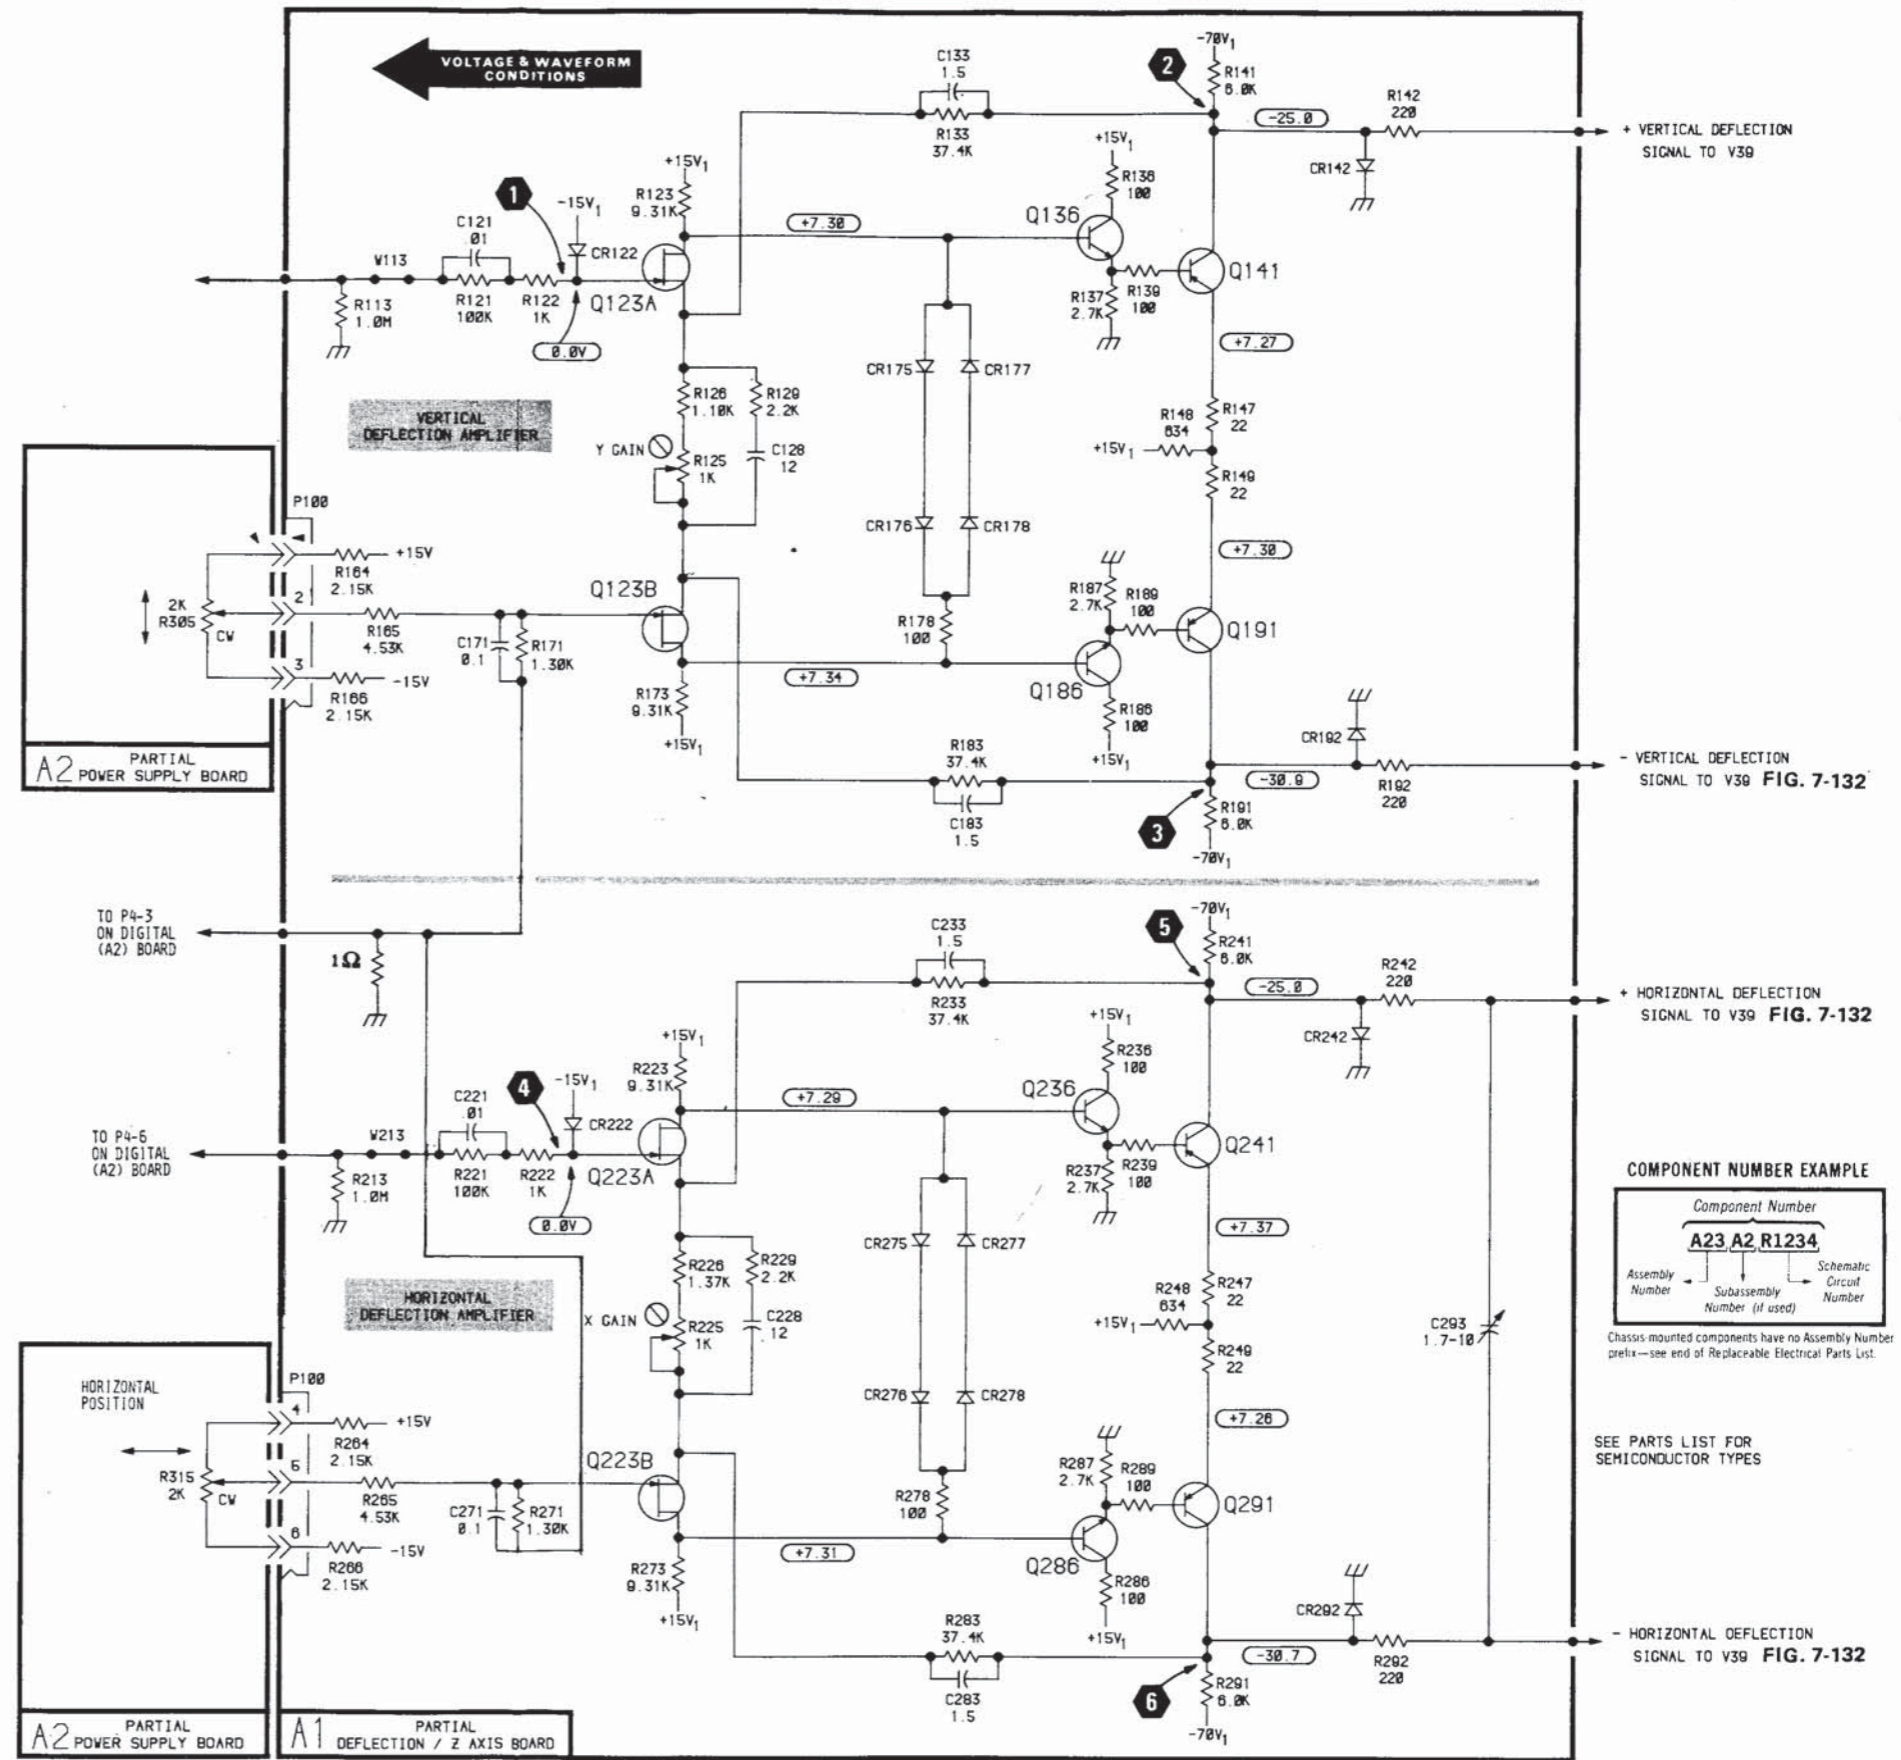 VOLTAGE & WAVEFORM
CONDITIONS
C133
1.5
R133
37.4K
2
-70V1
R141
6.0K
-25.0
R142
220
CR142
+ VERTICAL DEFLECTION
SIGNAL TO V39
+15V1
R136
100
Q136
+15V1
R123
9.31K
+7.30
1
-15V1
CR122
C121
.01
W113
R113
1.0M
R121
100K
R122
1K
Q123A
0.0V
R137
2.7K
R139
100
Q141
+7.27
CR175
CR177
R126
1.10K
R129
2.2K
VERTICAL
DEFLECTION AMPLIFIER
Y GAIN
R125
1K
C128
12
R148
634
+15V1
R147
22
R149
22
CR176
CR178
+7.30
P100
+15V
R164
2.15K
2K
R305
CW
2
R165
4.53K
3
-15V
R166
2.15K
C171
0.1
R171
1.30K
Q123B
R173
9.31K
+15V1
R178
100
+7.34
R187
2.7K
R189
100
Q191
Q186
R186
100
+15V1
CR192
R183
37.4K
C183
1.5
-30.9
R192
220
- VERTICAL DEFLECTION
SIGNAL TO V39 FIG. 7-132
3
R191
6.0K
-70V1
A2 PARTIAL
POWER SUPPLY BOARD
TO P4-3
ON DIGITAL
(A2) BOARD
1Ω
C233
1.5
R233
37.4K
5
-70V1
R241
6.0K
-25.0
R242
220
CR242
+ HORIZONTAL DEFLECTION
SIGNAL TO V39 FIG. 7-132
+15V1
R236
100
Q236
+15V1
R223
9.31K
+7.29
4
-15V1
CR222
C221
.01
TO P4-6
ON DIGITAL
(A2) BOARD
W213
R213
1.0M
R221
100K
R222
1K
Q223A
0.0V
R237
2.7K
R239
100
Q241
+7.37
CR275
CR277
R226
1.37K
R229
2.2K
HORIZONTAL
DEFLECTION AMPLIFIER
X GAIN
R225
1K
C228
12
R248
634
+15V1
R247
22
R249
22
C293
1.7-10
CR276
CR278
+7.26
COMPONENT NUMBER EXAMPLE
Component Number
A23 A2 R1234
Assembly
Number
Subassembly
Number (if used)
Schematic
Circuit
Number
Chassis-mounted components have no Assembly Number
prefix—see end of Replaceable Electrical Parts List.
SEE PARTS LIST FOR
SEMICONDUCTOR TYPES
HORIZONTAL
POSITION
P100
4
+15V
R264
2.15K
R315
2K
CW
5
R265
4.53K
6
-15V
R266
2.15K
C271
0.1
R271
1.30K
Q223B
R273
9.31K
+15V1
R278
100
+7.31
R287
2.7K
R289
100
Q291
Q286
R286
100
+15V1
CR292
R283
37.4K
C283
1.5
-30.7
R292
220
- HORIZONTAL DEFLECTION
SIGNAL TO V39 FIG. 7-132
6
R291
6.0K
-70V1
A2 PARTIAL
POWER SUPPLY BOARD
A1 PARTIAL
DEFLECTION / Z AXIS BOARD